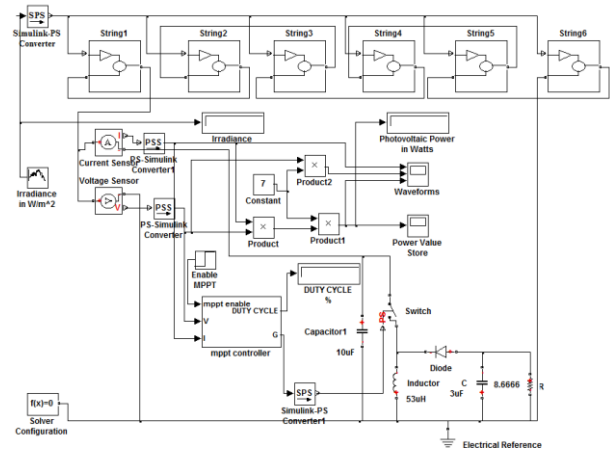 SPS
Simulink-PS
Converter
String1
String2
String3
String4
String5
String6
Irradiance
Photovoltaic Power
in Watts
I
A
Current Sensor
PSS
PS-Simulink
Converter1
Voltage Sensor
V
PSS
PS-Simulink
Converter
Irradiance
in W/m^2
7
Constant
×
Product2
Waveforms
×
Product
×
Product1
Power Value
Store
Enable
MPPT
DUTY CYCLE
%
mppt enable
DUTY CYCLE
V
G
I
mppt controller
Capacitor1
10uF
PS
Switch
Diode
Inductor
53uH
C
3uF
8.6666
R
SPS
Simulink-PS
Converter1
f(x)=0
Solver
Configuration
Electrical Reference